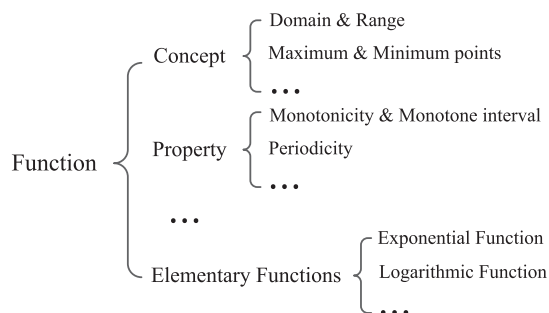 Domain & Range
Concept
Maximum & Minimum points
...
Monotonicity & Monotone interval
Function
Property
Periodicity
...
...
Exponential Function
Elementary Functions
Logarithmic Function
...